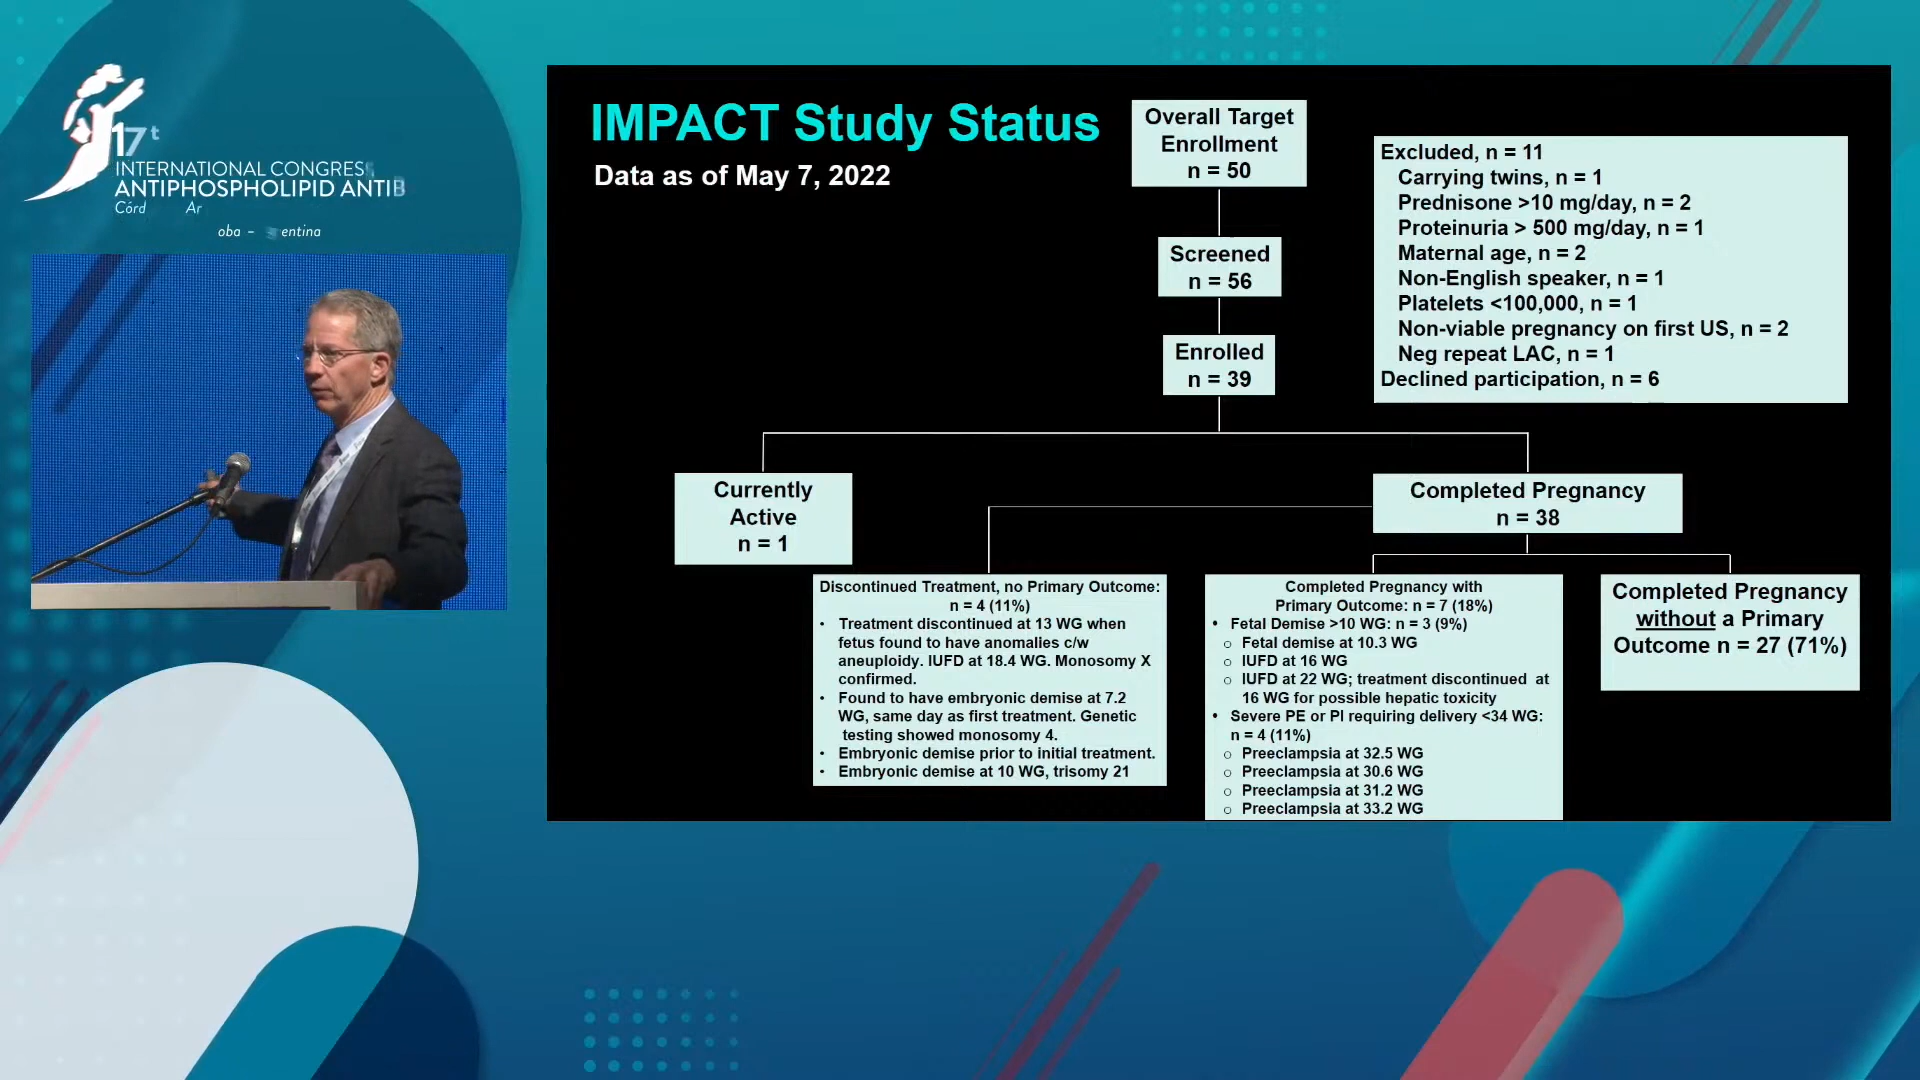 17t
INTERNATIONAL CONGRES
ANTIPHOSPHOLIPID ANTIB
Córd Ar
oba – entina
IMPACT Study Status
Data as of May 7, 2022
Overall Target
Enrollment
n = 50
Screened
n = 56
Enrolled
n = 39
Excluded, n = 11
Carrying twins, n = 1
Prednisone >10 mg/day, n = 2
Proteinuria > 500 mg/day, n = 1
Maternal age, n = 2
Non-English speaker, n = 1
Platelets <100,000, n = 1
Non-viable pregnancy on first US, n = 2
Neg repeat LAC, n = 1
Declined participation, n = 6
Currently
Active
n = 1
Completed Pregnancy
n = 38
Discontinued Treatment, no Primary Outcome:
n = 4 (11%)
• Treatment discontinued at 13 WG when
fetus found to have anomalies c/w
aneuploidy. IUFD at 18.4 WG. Monosomy X
confirmed.
• Found to have embryonic demise at 7.2
WG, same day as first treatment. Genetic
testing showed monosomy 4.
• Embryonic demise prior to initial treatment.
• Embryonic demise at 10 WG, trisomy 21
Completed Pregnancy with
Primary Outcome: n = 7 (18%)
• Fetal Demise >10 WG: n = 3 (9%)
o Fetal demise at 10.3 WG
o IUFD at 16 WG
o IUFD at 22 WG; treatment discontinued at
16 WG for possible hepatic toxicity
• Severe PE or PI requiring delivery <34 WG:
n = 4 (11%)
o Preeclampsia at 32.5 WG
o Preeclampsia at 30.6 WG
o Preeclampsia at 31.2 WG
o Preeclampsia at 33.2 WG
Completed Pregnancy
without a Primary
Outcome n = 27 (71%)